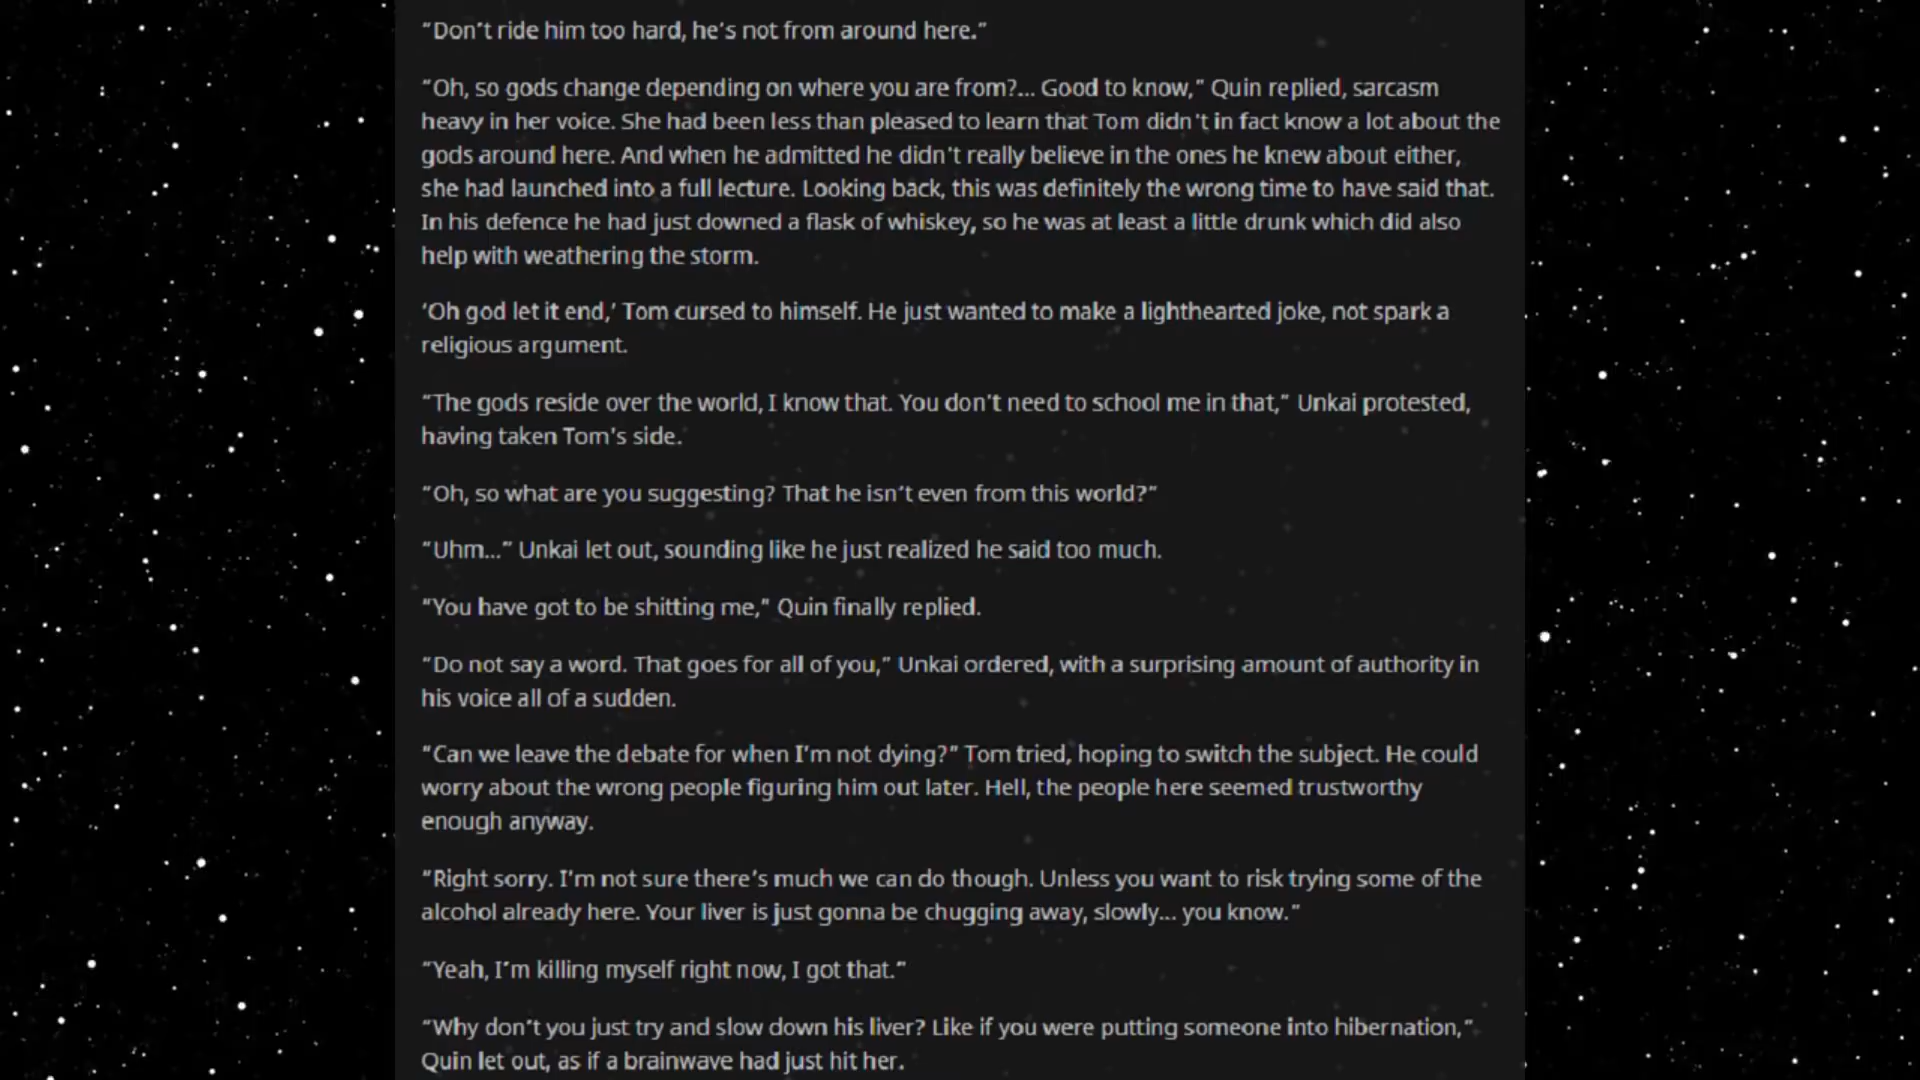 “Don’t ride him too hard, he’s not from around here.”
“Oh, so gods change depending on where you are from?... Good to know,” Quin replied, sarcasm
heavy in her voice. She had been less than pleased to learn that Tom didn't in fact know a lot about the
gods around here. And when he admitted he didn't really believe in the ones he knew about either,
she had launched into a full lecture. Looking back, this was definitely the wrong time to have said that.
In his defence he had just downed a flask of whiskey, so he was at least a little drunk which did also
help with weathering the storm.
‘Oh god let it end,’ Tom cursed to himself. He just wanted to make a lighthearted joke, not spark a
religious argument.
“The gods reside over the world, I know that. You don't need to school me in that,” Unkai protested,
having taken Tom's side.
“Oh, so what are you suggesting? That he isn’t even from this world?”
“Uhm...” Unkai let out, sounding like he just realized he said too much.
“You have got to be shitting me,” Quin finally replied.
“Do not say a word. That goes for all of you,” Unkai ordered, with a surprising amount of authority in
his voice all of a sudden.
“Can we leave the debate for when I’m not dying?” Tom tried, hoping to switch the subject. He could
worry about the wrong people figuring him out later. Hell, the people here seemed trustworthy
enough anyway.
“Right sorry. I’m not sure there’s much we can do though. Unless you want to risk trying some of the
alcohol already here. Your liver is just gonna be chugging away, slowly... you know.”
“Yeah, I’m killing myself right now, I got that.”
“Why don’t you just try and slow down his liver? Like if you were putting someone into hibernation,”
Quin let out, as if a brainwave had just hit her.